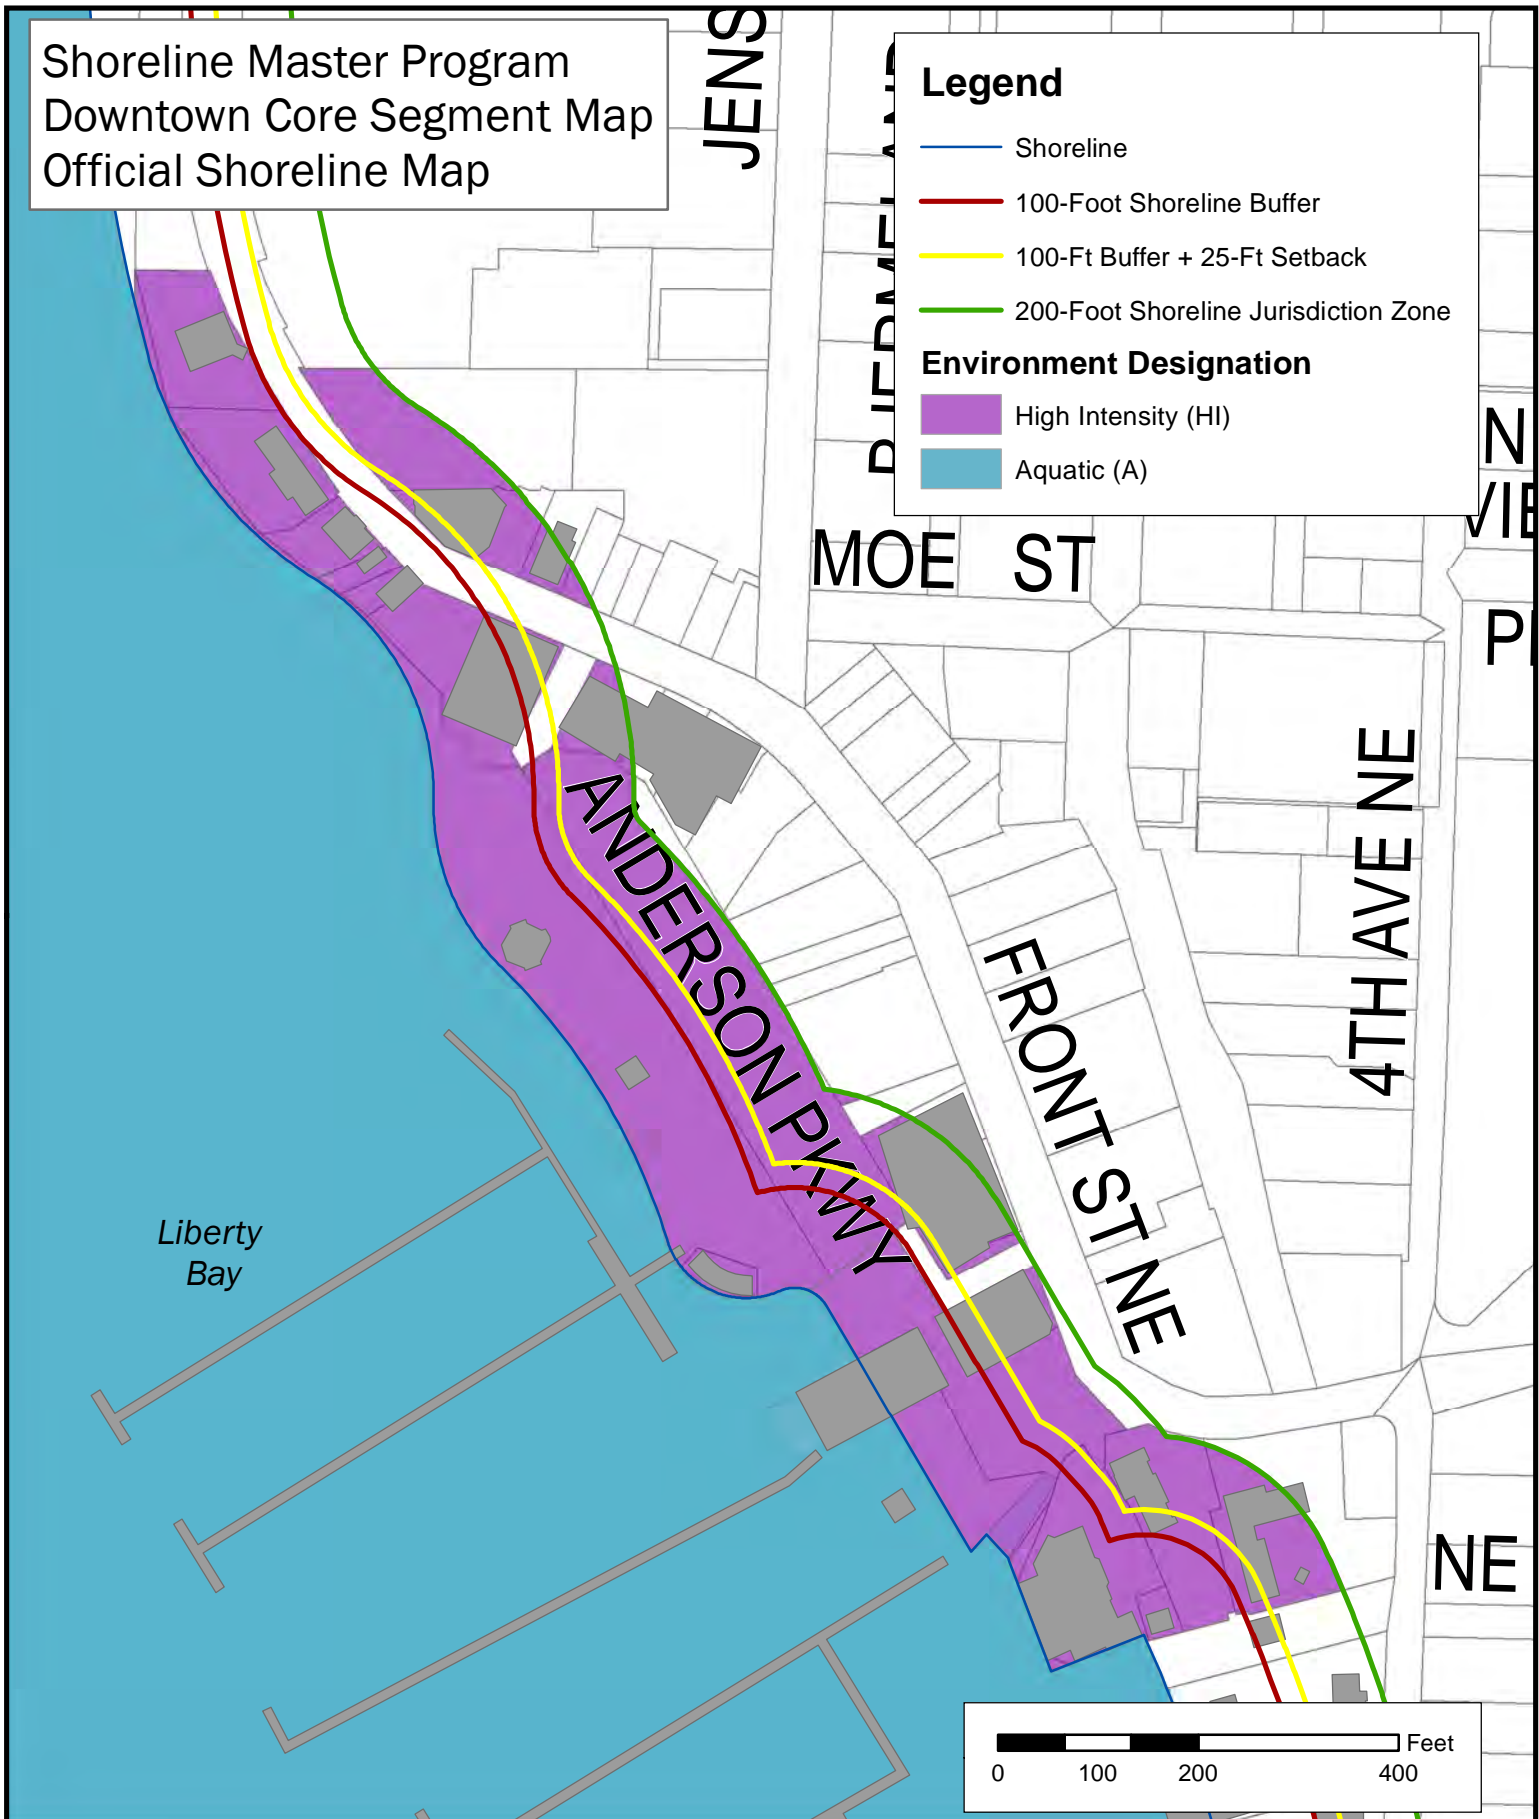 Shoreline Master Program
Downtown Core Segment Map
Official Shoreline Map
JENS
Legend
Shoreline
100-Foot Shoreline Buffer
100-Ft Buffer + 25-Ft Setback
200-Foot Shoreline Jurisdiction Zone
Environment Designation
High Intensity (HI)
Aquatic (A)
N
VIE
MOE ST
4TH AVE NE
ANDERSON PKWY
FRONT ST NE
Liberty
Bay
NE
Feet
0 100 200 400